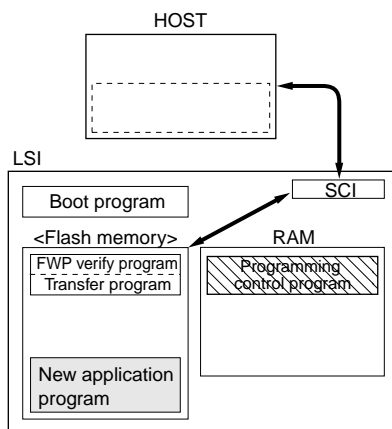 HOST
LSI
SCI
Boot program
<Flash memory>
RAM
FWP verify program
Transfer program
Programming
control program
New application
program